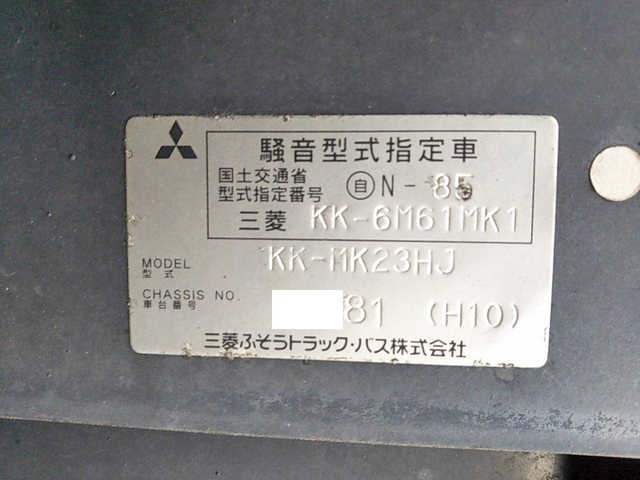 騒音型式指定車
国土交通省
型式指定番号 自 N-85
三菱 KK-6M61MK1
MODEL
型式
KK-MK23HJ
CHASSIS NO.
車台番号
81 (H10)
三菱ふそうトラック・バス株式会社